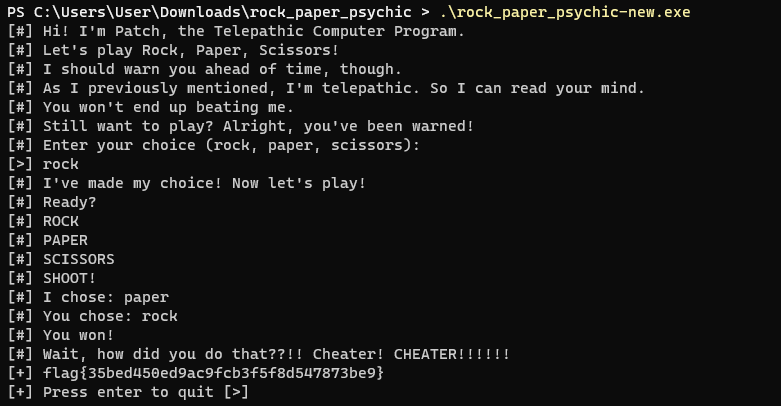 PS C:\Users\User\Downloads\rock_paper_psychic > .\rock_paper_psychic-new.exe
[#] Hi! I'm Patch, the Telepathic Computer Program.
[#] Let's play Rock, Paper, Scissors!
[#] I should warn you ahead of time, though.
[#] As I previously mentioned, I'm telepathic. So I can read your mind.
[#] You won't end up beating me.
[#] Still want to play? Alright, you've been warned!
[#] Enter your choice (rock, paper, scissors):
[>] rock
[#] I've made my choice! Now let's play!
[#] Ready?
[#] ROCK
[#] PAPER
[#] SCISSORS
[#] SHOOT!
[#] I chose: paper
[#] You chose: rock
[#] You won!
[#] Wait, how did you do that??!! Cheater! CHEATER!!!!!!
[+] flag{35bed450ed9ac9fcb3f5f8d547873be9}
[+] Press enter to quit [>]